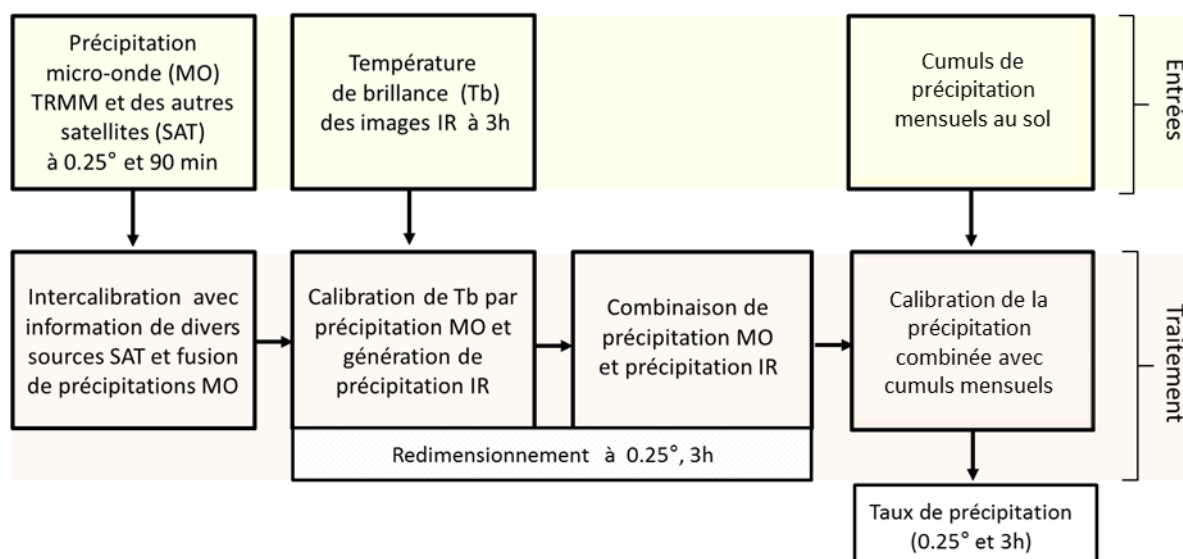 Précipitation
micro-onde (MO)
TRMM et des autres
satellites (SAT)
à 0.25° et 90 min
Température
de brillance (Tb)
des images IR à 3h
Cumuls de
précipitation
mensuels au sol
Entrées
Intercalibration avec
information de divers
sources SAT et fusion
de précipitations MO
Calibration de Tb par
précipitation MO et
génération de
précipitation IR
Combinaison de
précipitation MO
et précipitation IR
Calibration de la
précipitation
combinée avec
cumuls mensuels
Traitement
Redimensionnement à 0.25°, 3h
Taux de précipitation
(0.25° et 3h)